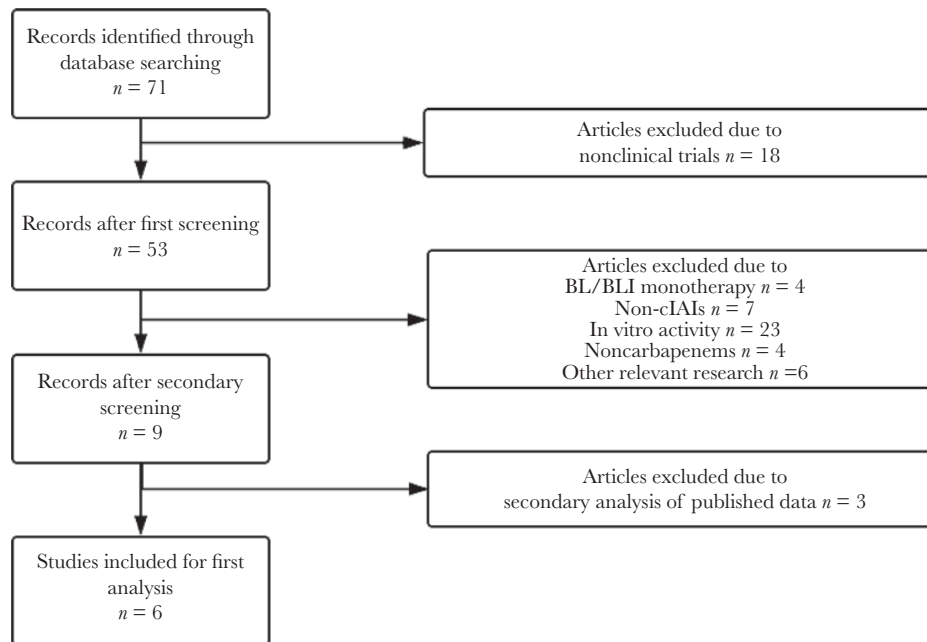 Records identified through
database searching
n = 71
Articles excluded due to
nonclinical trials n = 18
Records after first screening
n = 53
Articles excluded due to
BL/BLI monotherapy n = 4
Non-cIAIs n = 7
In vitro activity n = 23
Noncarbapenems n = 4
Other relevant research n =6
Records after secondary
screening
n = 9
Articles excluded due to
secondary analysis of published data n = 3
Studies included for first
analysis
n = 6